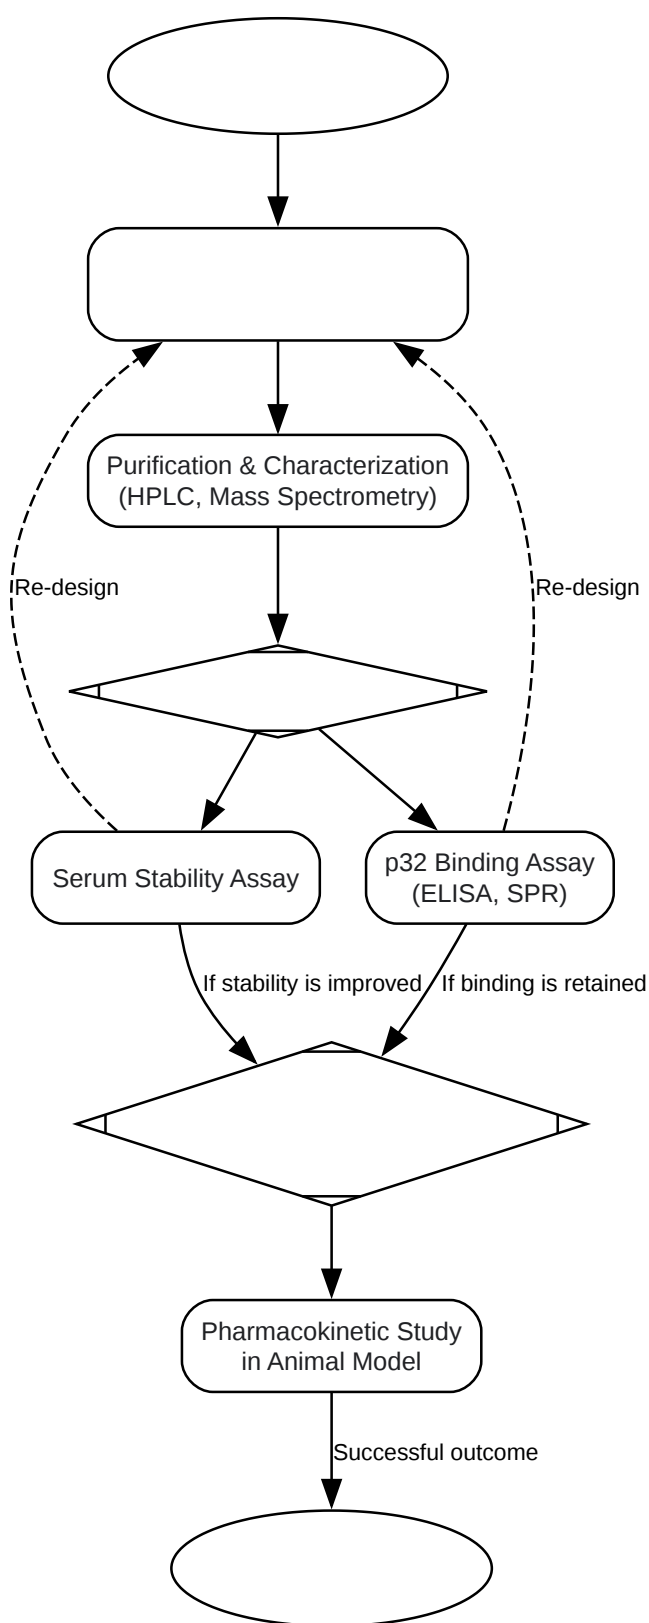 Purification & Characterization
(HPLC, Mass Spectrometry)
Re-design
Re-design
Serum Stability Assay
p32 Binding Assay
(ELISA, SPR)
If stability is improved
If binding is retained
Pharmacokinetic Study
in Animal Model
Successful outcome